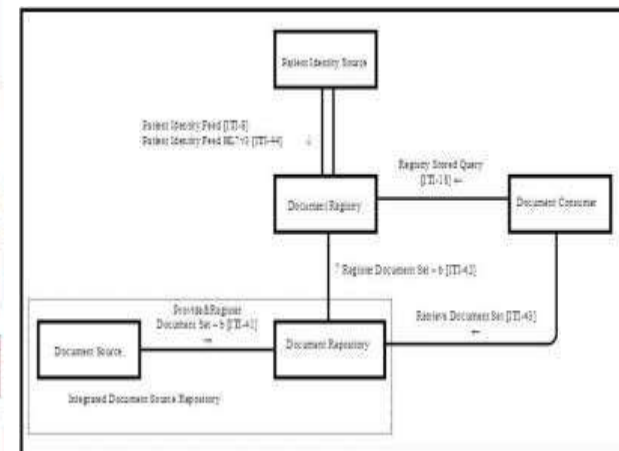 Patient Identity Source
Patient Identity Feed [ITI-8]
Patient Identity Feed HL7 v3 [ITI-44]
↓
Registry Stored Query
[ITI-18] ←
Document Registry
Document Consumer
↑ Register Document Set – b [ITI-42]
Provide&Register
Document Set – b [ITI-41]
→
Retrieve Document Set [ITI-43]
←
Document Source
Document Repository
Integrated Document Source Repository